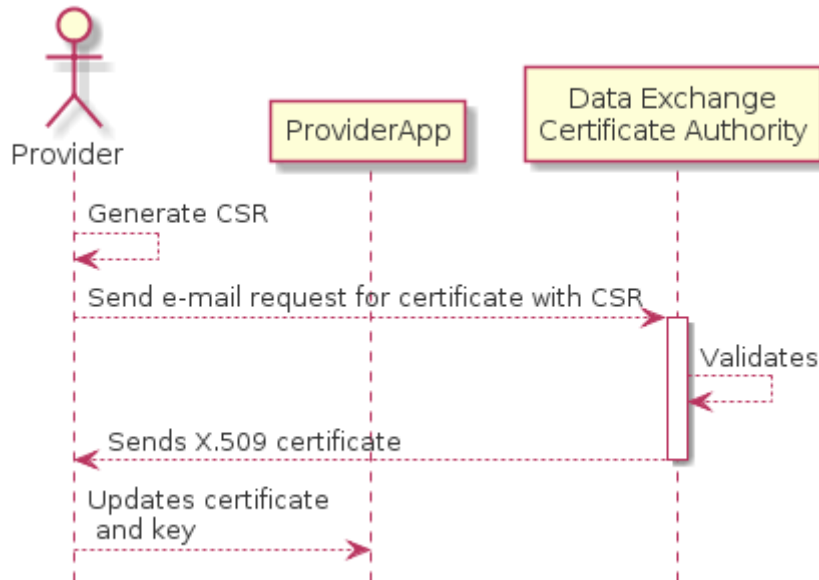 Provider
ProviderApp
Data Exchange
Certificate Authority
Generate CSR
Send e-mail request for certificate with CSR
Validates
Sends X.509 certificate
Updates certificate
and key